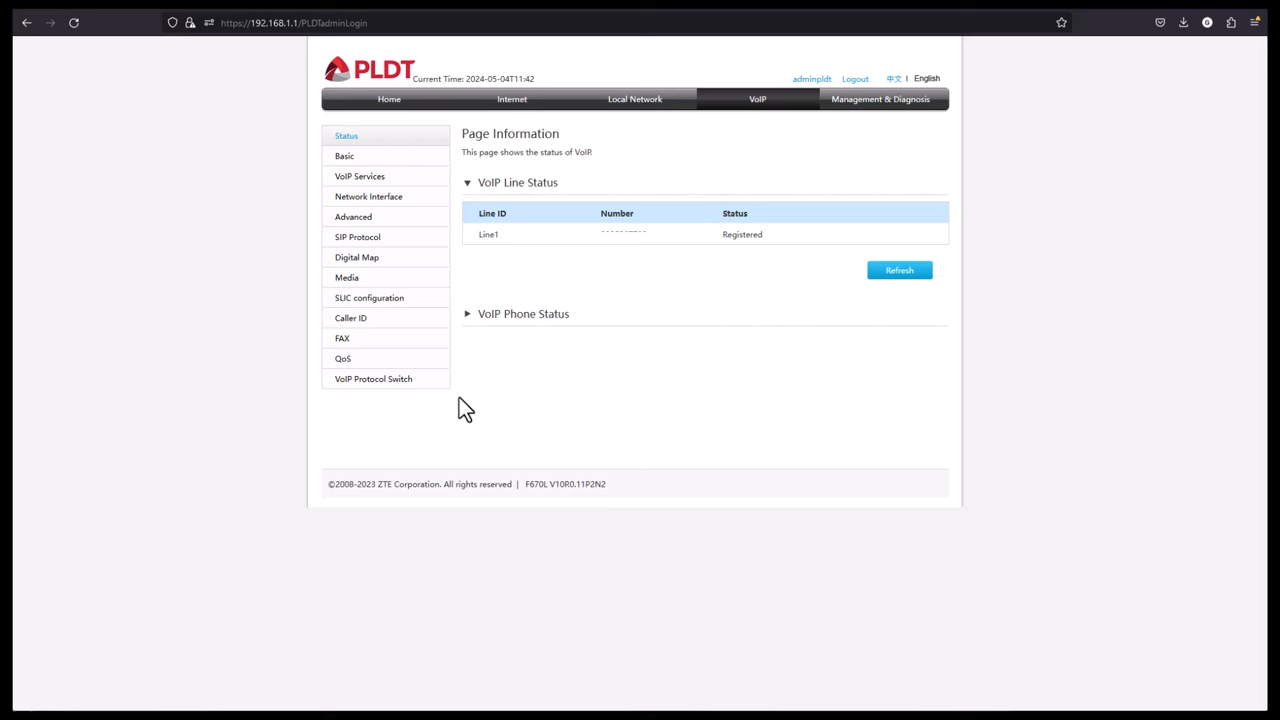 https://192.168.1.1/PLDTadminLogin
PLDT
Current Time: 2024-05-04T11:42
adminpldt Logout 中文 | English
Home Internet Local Network VoIP Management & Diagnosis
Status
Basic
VoIP Services
Network Interface
Advanced
SIP Protocol
Digital Map
Media
SLIC configuration
Caller ID
FAX
QoS
VoIP Protocol Switch
Page Information
This page shows the status of VoIP.
VoIP Line Status
Line ID Number Status
Line1 Registered
Refresh
VoIP Phone Status
©2008-2023 ZTE Corporation. All rights reserved | F670L V10P.0.11P2N2